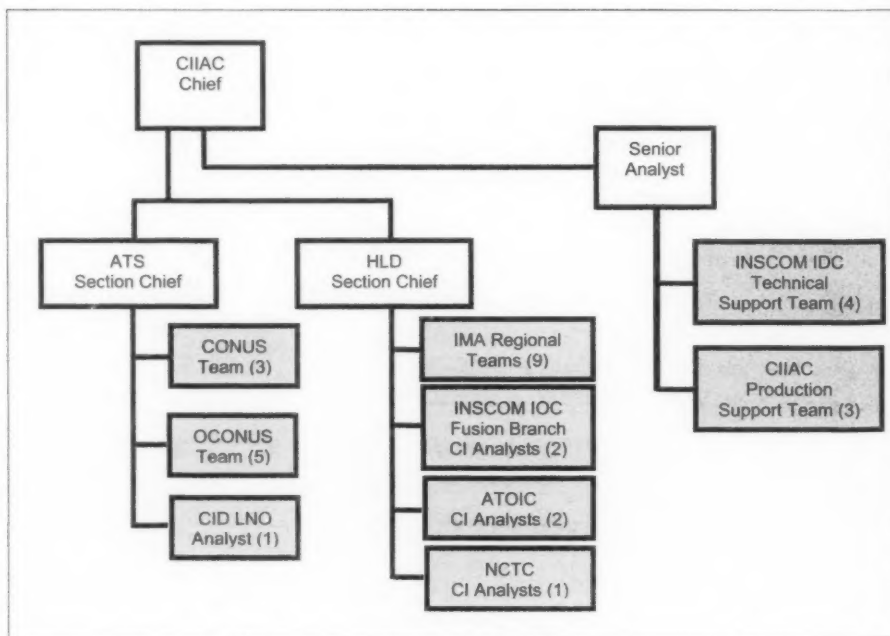 CIIAC
Chief
Senior
Analyst
ATS
Section Chief
HLD
Section Chief
CONUS
Team (3)
OCONUS
Team (5)
CID LNO
Analyst (1)
IMA Regional
Teams (9)
INSCOM IOC
Fusion Branch
CI Analysts (2)
ATOIC
CI Analysts (2)
NCTC
CI Analysts (1)
INSCOM IDC
Technical
Support Team (4)
CIIAC
Production
Support Team (3)